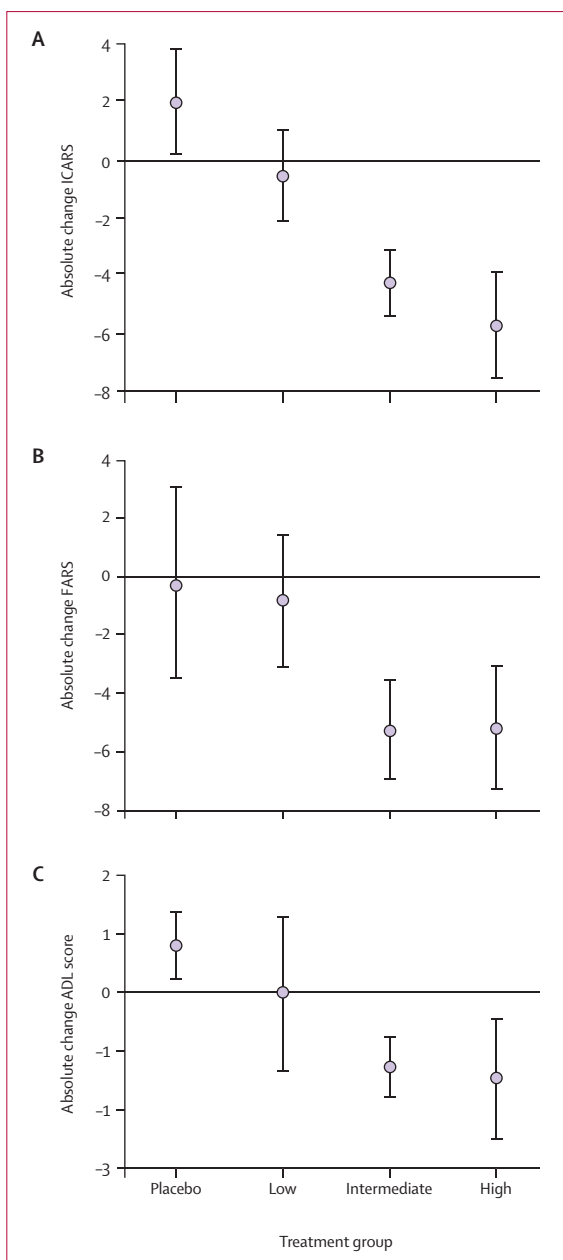 A
4
2
0
–2
–4
–6
–8
Absolute change ICARS
B
4
2
0
–2
–4
–6
–8
Absolute change FARS
C
2
1
0
–1
–1
–3
Absolute change ADL score
Placebo Low Intermediate High
Treatment group